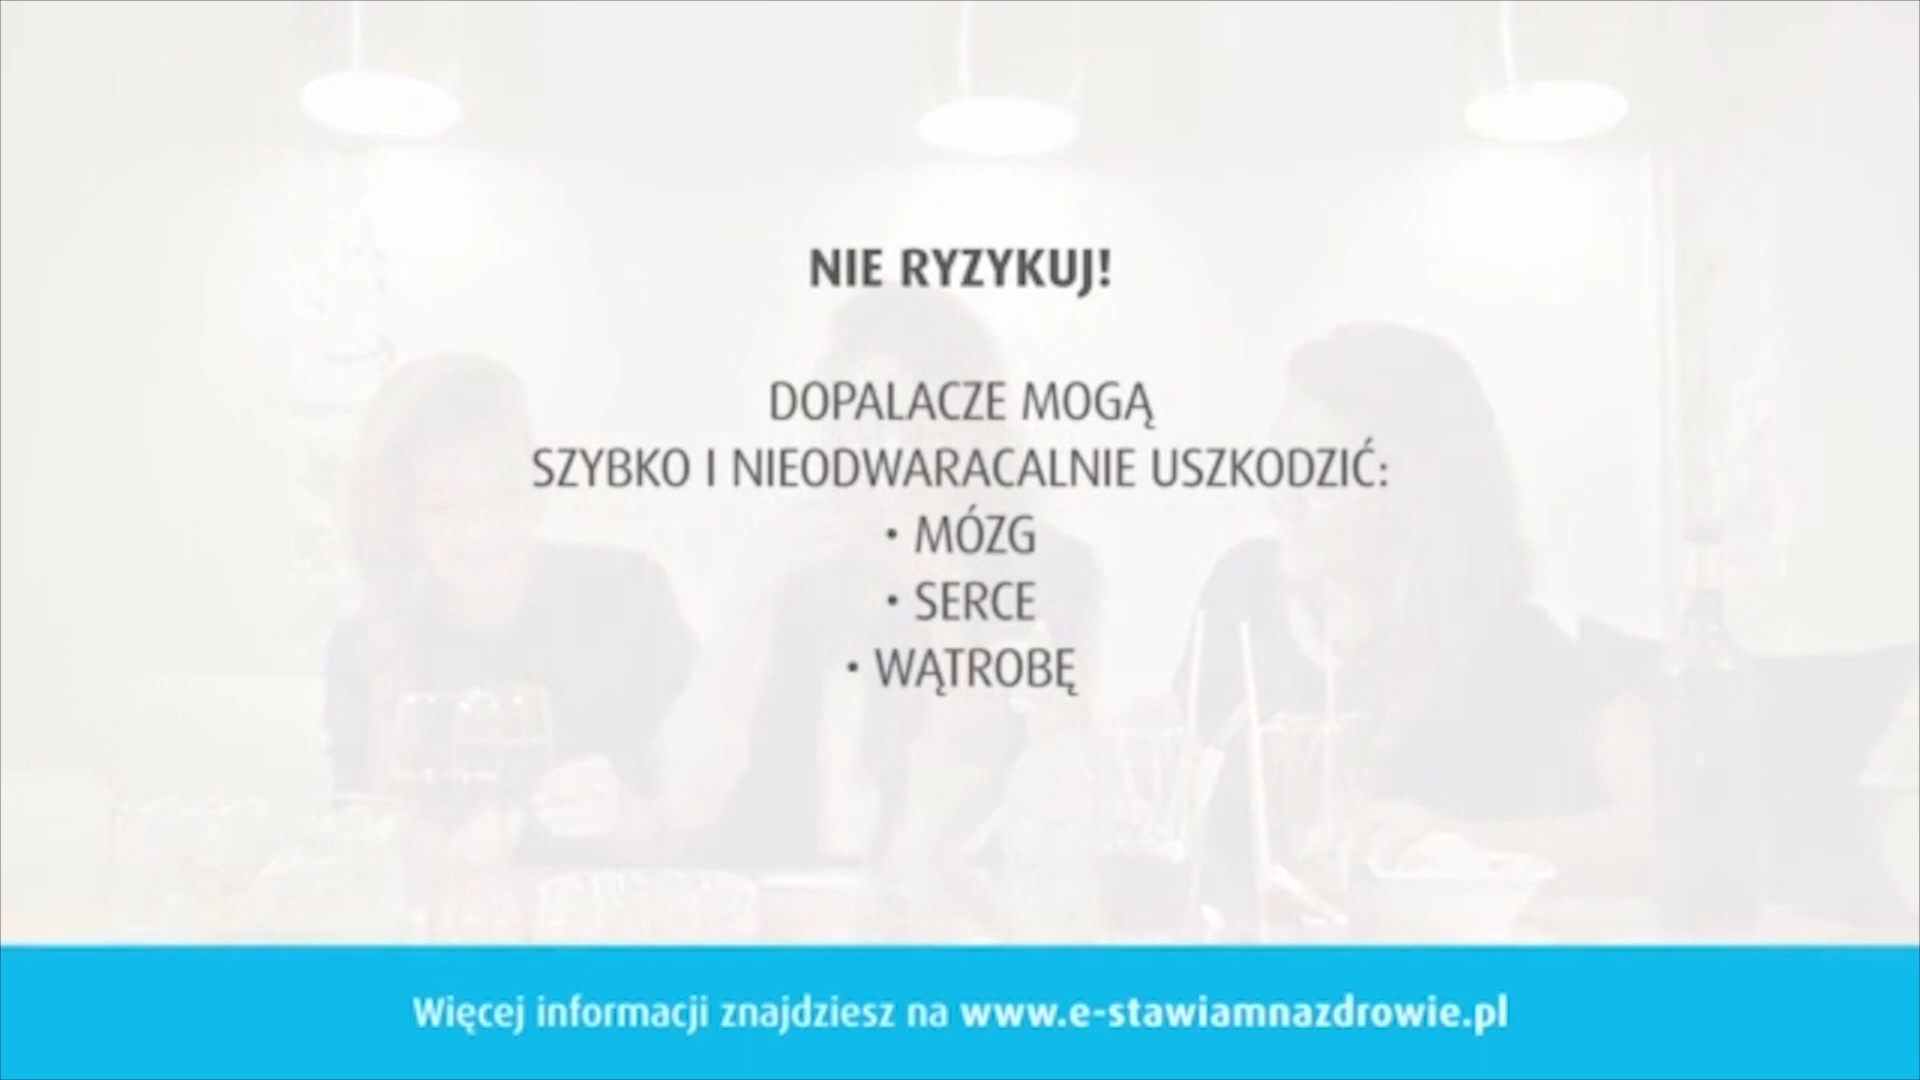 NIE RYZYKUJ!
DOPALACZE MOGĄ
SZYBKO I NIEODWARACALNIE USZKODZIĆ:
• MÓZG
• SERCE
• WĄTROBĘ
Więcej informacji znajdziesz na www.e-stawiamnazdrowie.pl